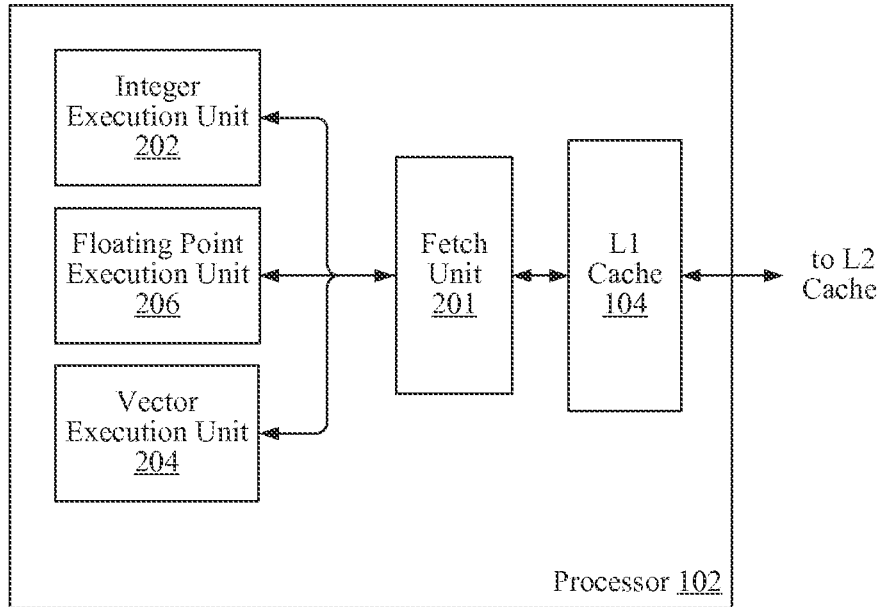 Integer
Execution Unit
202
Floating Point
Execution Unit
206
Vector
Execution Unit
204
Fetch
Unit
201
L1
Cache
104
to L2
Cache
Processor 102